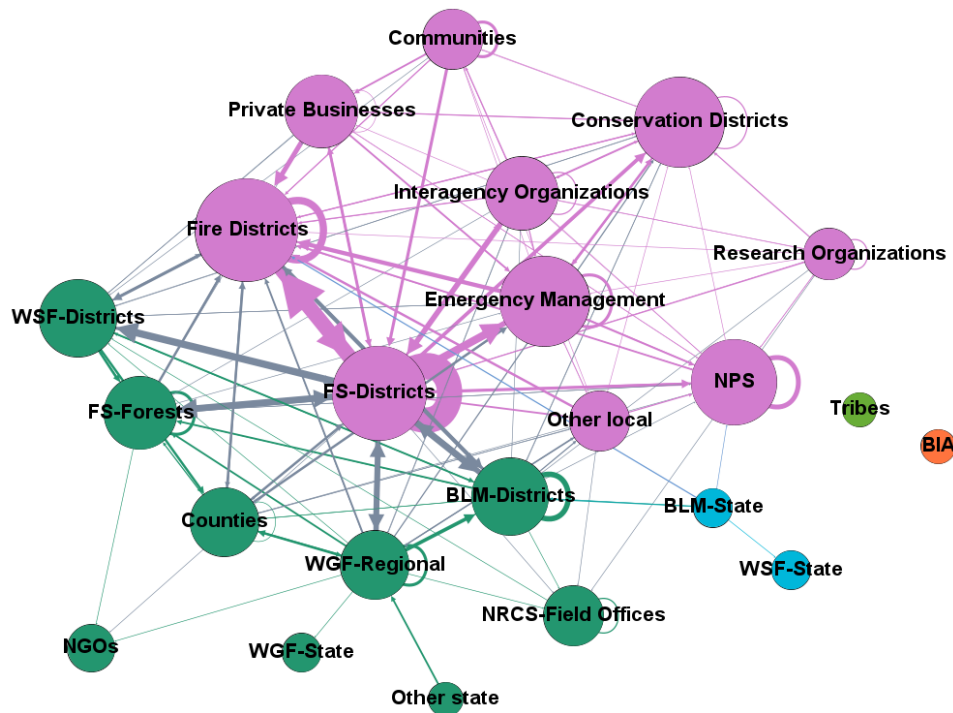 Communities
Private Businesses
Conservation Districts
Interagency Organizations
Fire Districts
Research Organizations
Emergency Management
WSF-Districts
FS-Districts
NPS
FS-Forests
Tribes
Other local
BIA
BLM-Districts
BLM-State
Counties
WGF-Regional
WSF-State
NRCS-Field Offices
NGOs
WGF-State
Other state